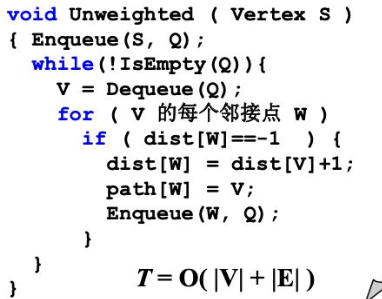 void Unweighted ( Vertex S )
{ Enqueue(S, Q);
while(!IsEmpty(Q)){
V = Dequeue(Q);
for ( V 的每个邻接点 W )
if ( dist[W]==-1 ) {
dist[W] = dist[V]+1;
path[W] = V;
Enqueue(W, Q);
}
}
}
T = O( |V| + |E| )